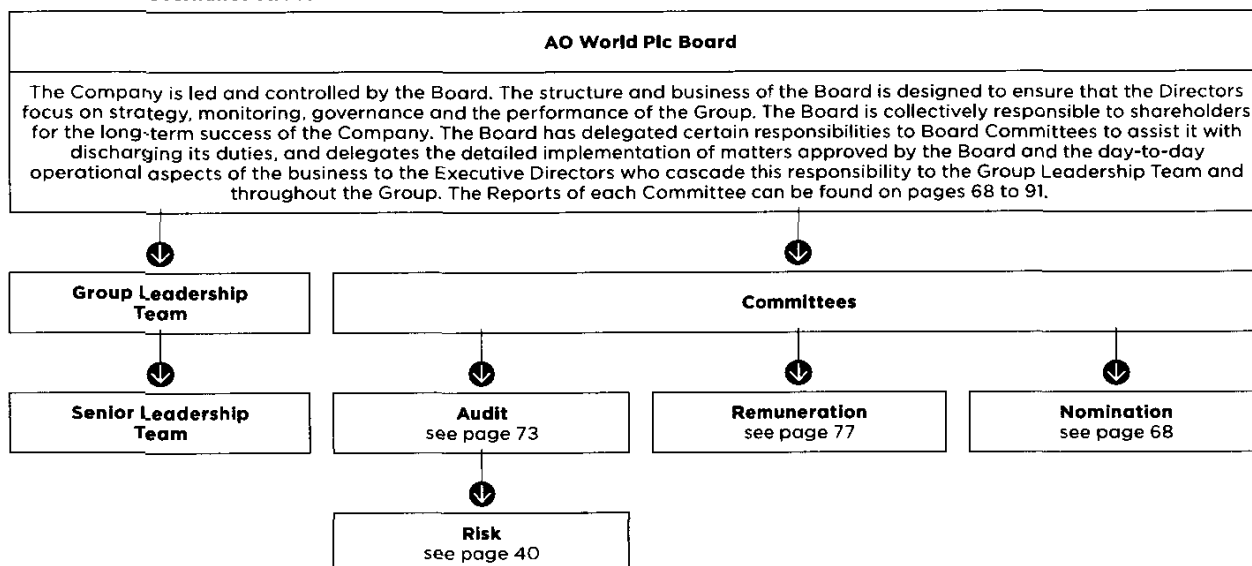 AO World Plc Board
The Company is led and controlled by the Board. The structure and business of the Board is designed to ensure that the Directors
focus on strategy, monitoring, governance and the performance of the Group. The Board is collectively responsible to shareholders
for the long-term success of the Company. The Board has delegated certain responsibilities to Board Committees to assist it with
discharging its duties, and delegates the detailed implementation of matters approved by the Board and the day-to-day
operational aspects of the business to the Executive Directors who cascade this responsibility to the Group Leadership Team and
throughout the Group. The Reports of each Committee can be found on pages 68 to 91.
Group Leadership
Team
Committees
Senior Leadership
Team
Audit
see page 73
Remuneration
see page 77
Nomination
see page 68
Risk
see page 40